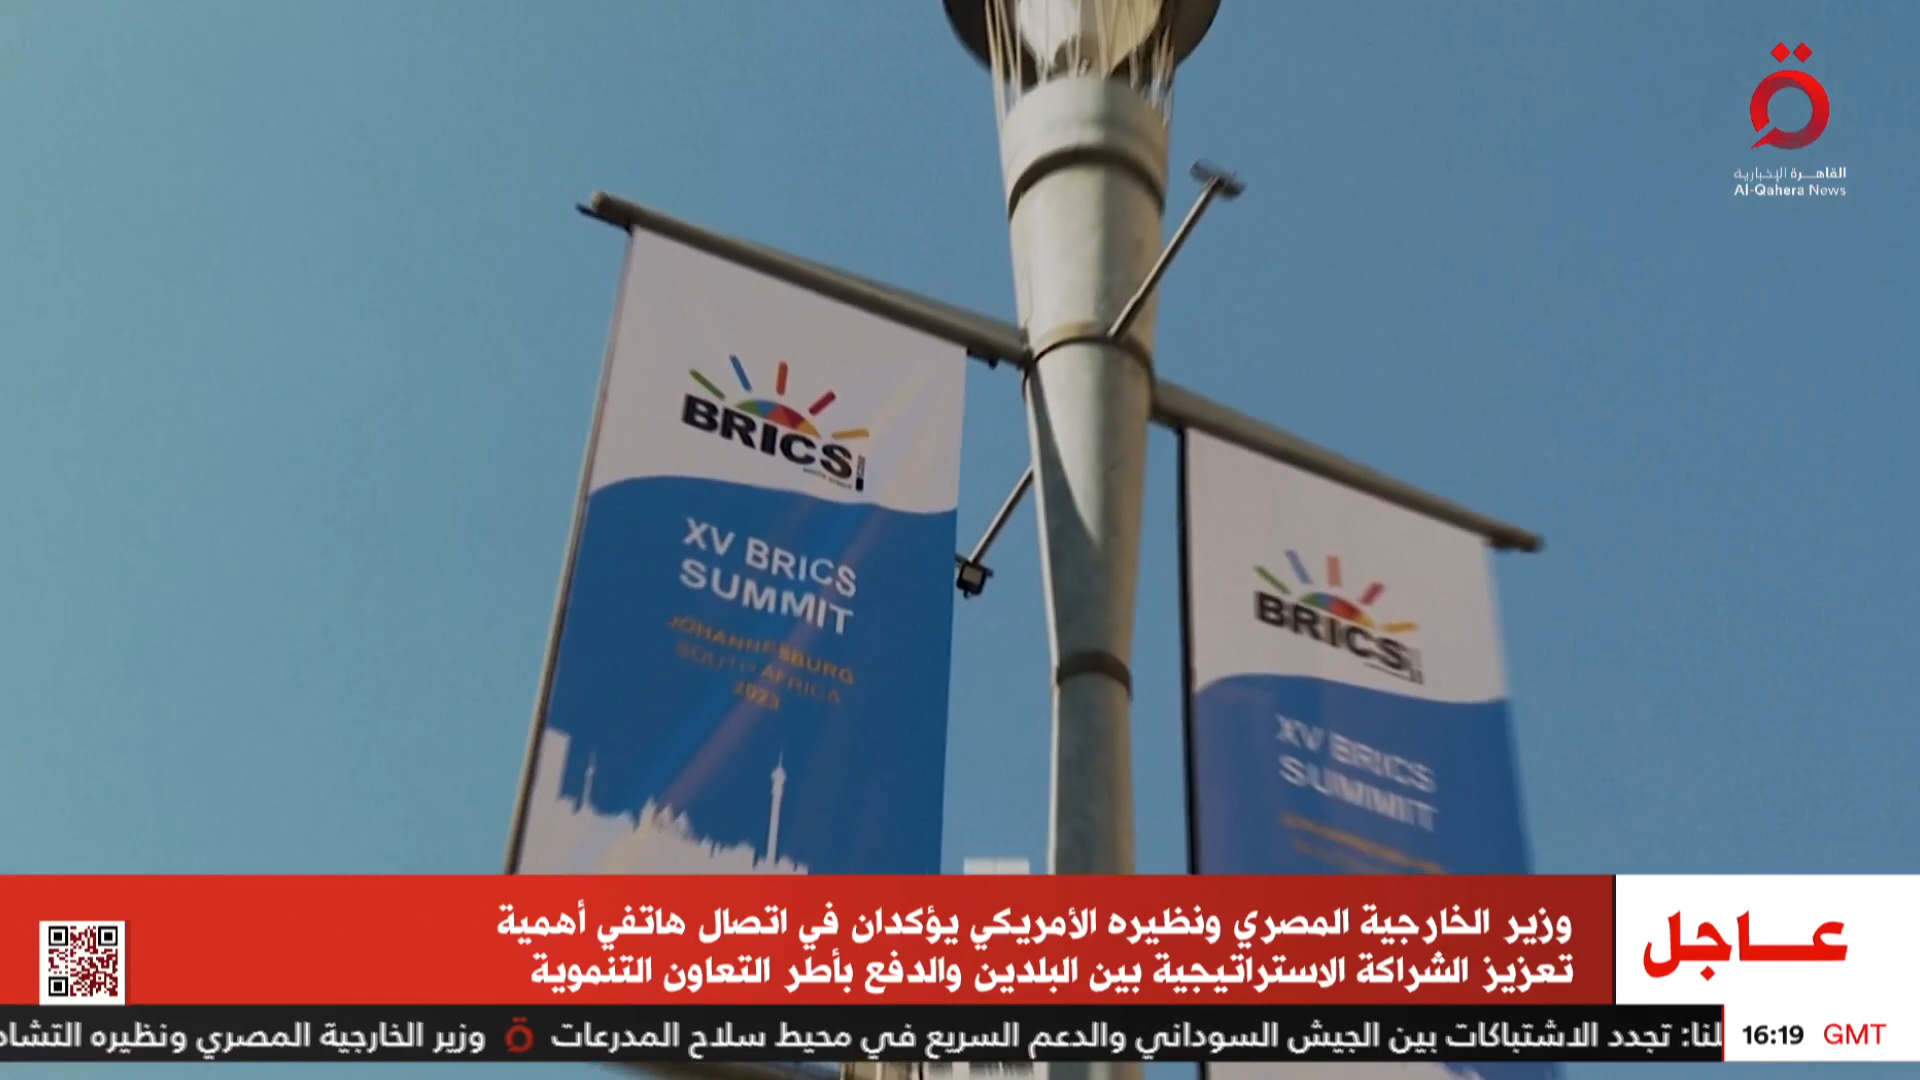 القاهرة الإخبارية
Al-Qahera News
BRICS
XV BRICS
SUMMIT
JOHANNESBURG
SOUTH AFRICA
2023
BRICS
XV BRICS
SUMMIT
عاجل
وزير الخارجية المصري ونظيره الأمريكي يؤكدان في اتصال هاتفي أهمية
تعزيز الشراكة الاستراتيجية بين البلدين والدفع بأطر التعاون التنموية
لنا: تجدد الاشتباكات بين الجيش السوداني والدعم السريع في محيط سلاح المدرعات وزير الخارجية المصري ونظيره
16:19 GMT